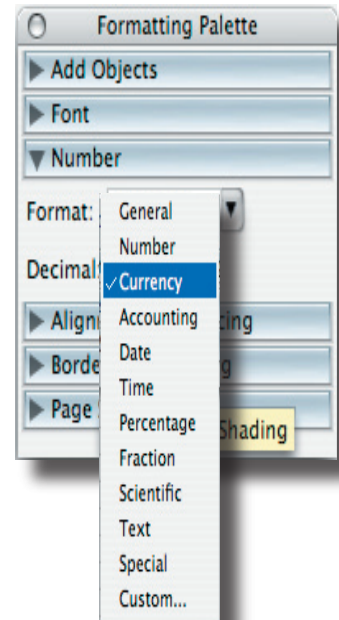 Formatting Palette
Add Objects
Font
Number
Format:
General
Number
Decimal
✓Currency
Accounting
Date
Time
Percentage
Shading
Fraction
Scientific
Text
Special
Custom...
Page